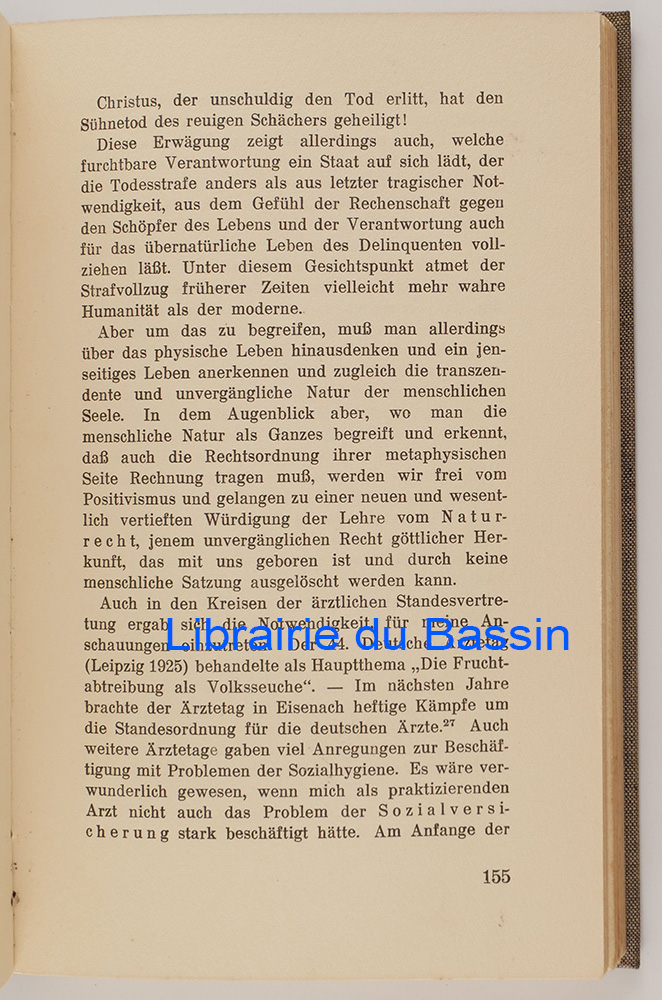 Christus, der unschuldig den Tod erlitt, hat den
Sühnetod des reuigen Schächers geheiligt!
Diese Erwägung zeigt allerdings auch, welche
furchtbare Verantwortung ein Staat auf sich lädt, der
die Todesstrafe anders als aus letzter tragischer Not-
wendigkeit, aus dem Gefühl der Rechenschaft gegen
den Schöpfer des Lebens und der Verantwortung auch
für das übernatürliche Leben des Delinquenten voll-
ziehen läßt. Unter diesem Gesichtspunkt atmet der
Strafvollzug früherer Zeiten vielleicht mehr wahre
Humanität als der moderne.
Aber um das zu begreifen, muß man allerdings
über das physische Leben hinausdenken und ein jen-
seitiges Leben anerkennen und zugleich die transzen-
dente und unvergängliche Natur der menschlichen
Seele. In dem Augenblick aber, wo man die
menschliche Natur als Ganzes begreift und erkennt,
daß auch die Rechtsordnung ihrer metaphysischen
Seite Rechnung tragen muß, werden wir frei vom
Positivismus und gelangen zu einer neuen und wesent-
lich vertieften Würdigung der Lehre vom Natur-
recht, jenem unvergänglichen Recht göttlicher Her-
kunft, das mit uns geboren ist und durch keine
menschliche Satzung ausgelöscht werden kann.
Auch in den Kreisen der ärztlichen Standesvertre-
tung ergab sich die Notwendigkeit für meine An-
schauungen einzutreten. Der 44. Deutsche Ärztetag
Librairie du Bassin
(Leipzig 1925) behandelte als Hauptthema „Die Frucht-
abtreibung als Volksseuche“. — Im nächsten Jahre
brachte der Ärztetag in Eisenach heftige Kämpfe um
die Standesordnung für die deutschen Ärzte.²⁷ Auch
weitere Ärztetage gaben viel Anregungen zur Beschäf-
tigung mit Problemen der Sozialhygiene. Es wäre ver-
wunderlich gewesen, wenn mich als praktizierenden
Arzt nicht auch das Problem der Sozialversi-
cherung stark beschäftigt hätte. Am Anfange der
155